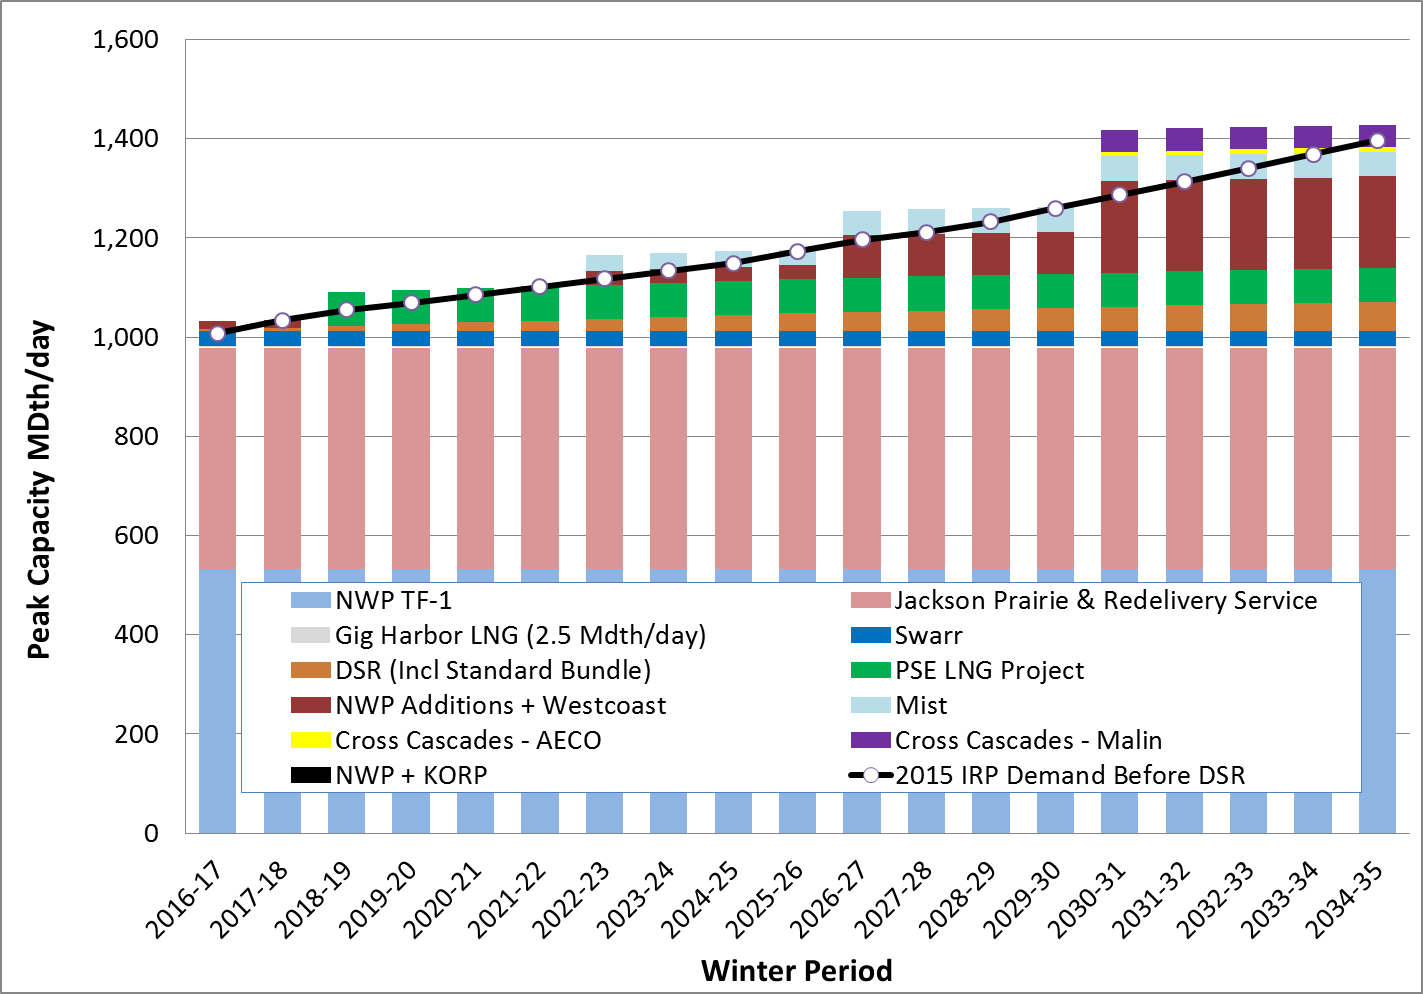 1,600
1,400
1,200
1,000
800
600
400
200
0
Peak Capacity MDth/day
NWP TF-1
Jackson Prairie & Redelivery Service
Gig Harbor LNG (2.5 Mdth/day)
Swarr
DSR (Incl Standard Bundle)
PSE LNG Project
NWP Additions + Westcoast
Mist
Cross Cascades - AECO
Cross Cascades - Malin
NWP + KORP
2015 IRP Demand Before DSR
2016-17
2017-18
2018-19
2019-20
2020-21
2021-22
2022-23
2023-24
2024-25
2025-26
2026-27
2027-28
2028-29
2029-30
2030-31
2031-32
2032-33
2033-34
2034-35
Winter Period